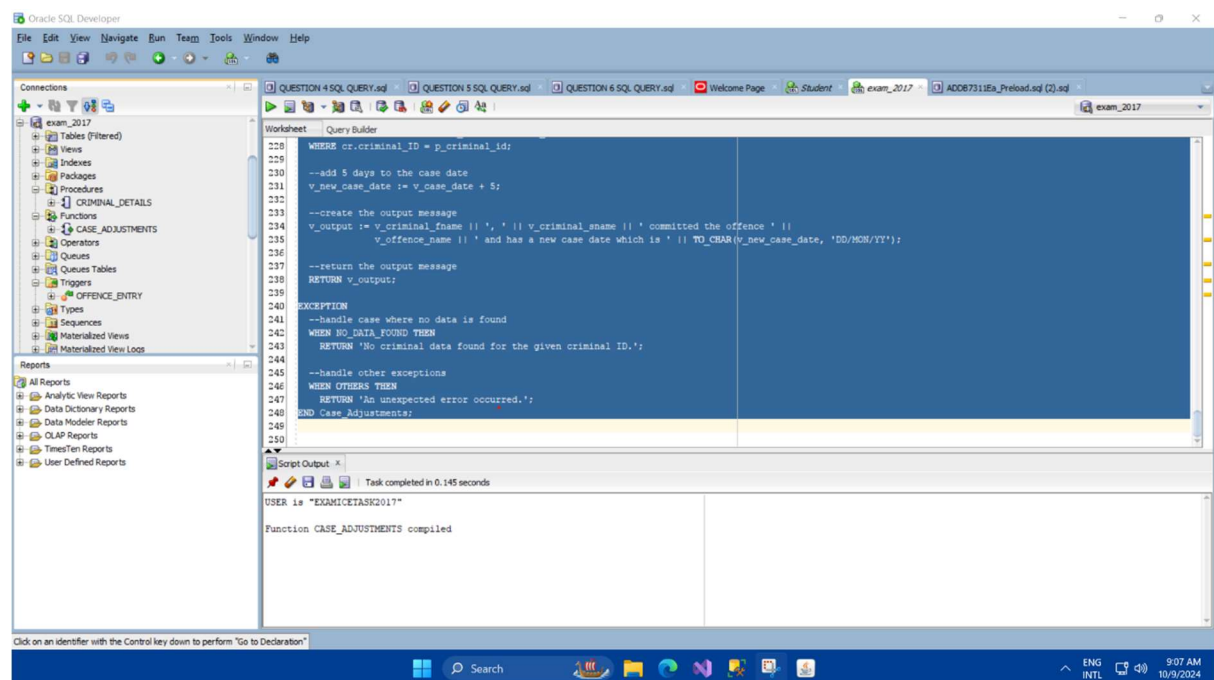 Oracle SQL Developer
File Edit View Navigate Run Team Tools Window Help
Connections
exam_2017
Tables (Filtered)
Views
Indexes
Packages
Procedures
CRIMINAL_DETAILS
Functions
CASE_ADJUSTMENTS
Operators
Queues
Queues Tables
Triggers
OFFENCE_ENTRY
Types
Sequences
Materialized Views
Materialized View Logs
Reports
All Reports
Analytic View Reports
Data Dictionary Reports
Data Modeler Reports
OLAP Reports
TimesTen Reports
User Defined Reports
QUESTION 4 SQL QUERY.sql QUESTION 5 SQL QUERY.sql QUESTION 6 SQL QUERY.sql Welcome Page Student exam_2017 ADDB7311Ea_Preload.sql (2).sql
exam_2017
Worksheet Query Builder
228 WHERE cr.criminal_ID = p_criminal_id;
229
230 --add 5 days to the case date
231 v_new_case_date := v_case_date + 5;
232
233 --create the output message
234 v_output := v_criminal_fname || ', ' || v_criminal_sname || ' committed the offence ' ||
235 v_offence_name || ' and has a new case date which is ' || TO_CHAR(v_new_case_date, 'DD/MON/YY');
236
237 --return the output message
238 RETURN v_output;
239
240 EXCEPTION
241 --handle case where no data is found
242 WHEN NO_DATA_FOUND THEN
243 RETURN 'No criminal data found for the given criminal ID.';
244
245 --handle other exceptions
246 WHEN OTHERS THEN
247 RETURN 'An unexpected error occurred.';
248 END Case_Adjustments;
249
250
Script Output x
Task completed in 0.145 seconds
USER is "EXAMICETASK2017"
Function CASE_ADJUSTMENTS compiled
Click on an identifier with the Control key down to perform "Go to Declaration"
Search
ENG
INTL
9:07 AM
10/9/2024